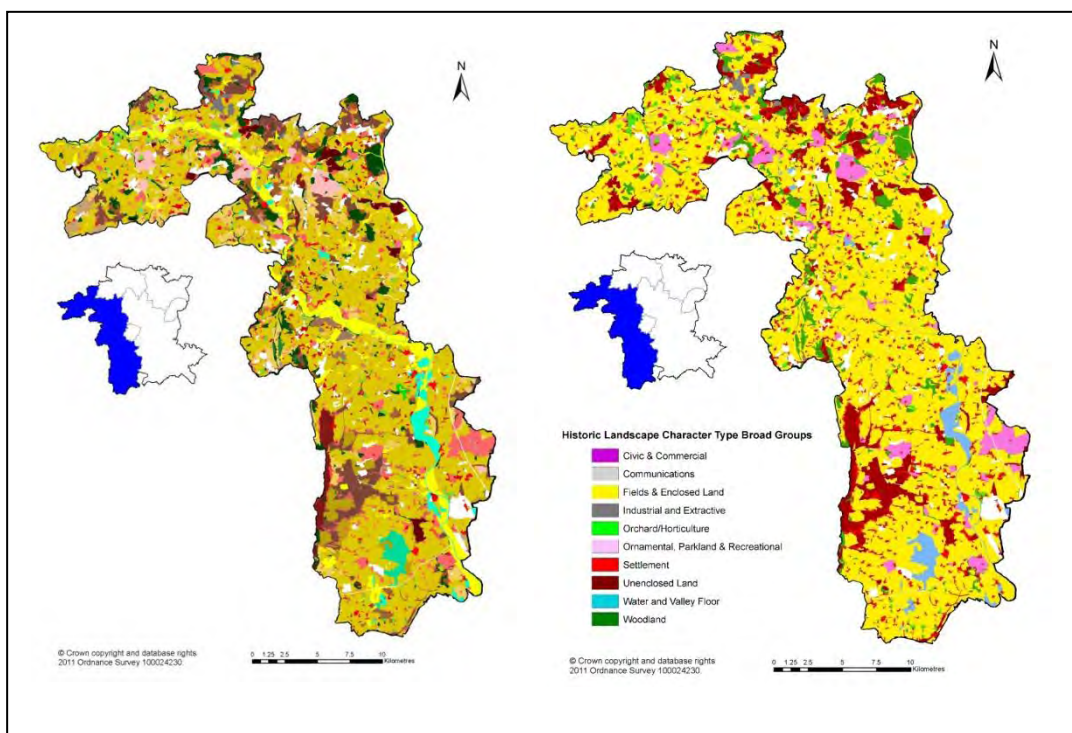 N
© Crown copyright and database rights
2011 Ordnance Survey 100024230.
0 1.25 2.5 5 7.5 10
Kilometres
N
Historic Landscape Character Type Broad Groups
Civic & Commercial
Communications
Fields & Enclosed Land
Industrial and Extractive
Orchard/Horticulture
Ornamental, Parkland & Recreational
Settlement
Unenclosed Land
Water and Valley Floor
Woodland
© Crown copyright and database rights
2011 Ordnance Survey 100024230.
0 1.25 2.5 5 7.5 10
Kilometres